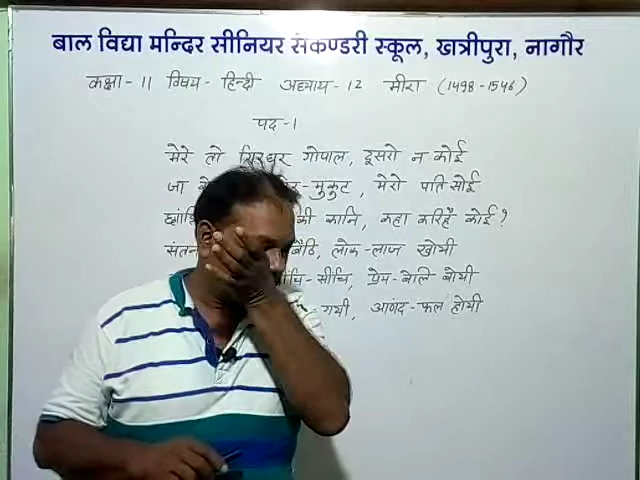 बाल विद्या मन्दिर सीनियर सेकण्डरी स्कूल, खत्रीपुरा, नागौर
कक्षा - 11 विषय - हिन्दी अध्याय - 12 मीरा (1498 - 1546)
पद - 1
मेरे तो गिरधर गोपाल, दूसरो न कोई
जा मुकुट, मेरो पति सोई
की कानि, कहा करिहै कोई?
बैठि, लोक-लाज खोयी
सींचि, प्रेम-बेलि बोयी
गयी, आणंद-फल होयी